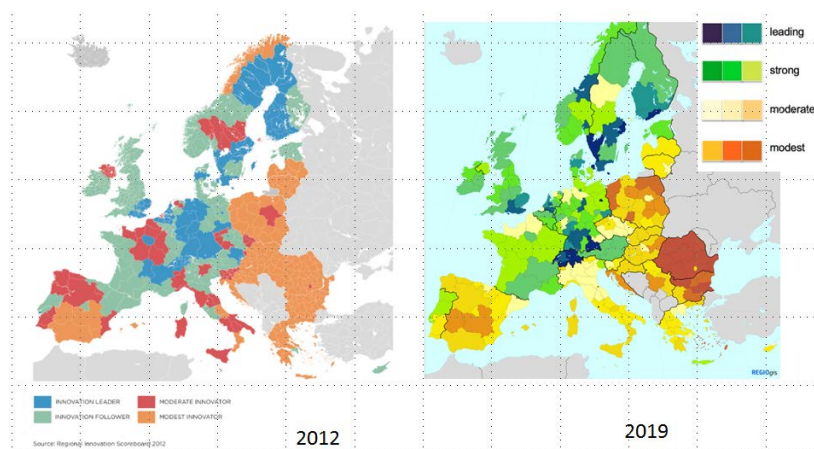 leading
strong
moderate
modest
REGIOgis
INNOVATION LEADER
MODERATE INNOVATOR
INNOVATION FOLLOWER
MODEST INNOVATOR
Source: Regional Innovation Scoreboard 2012
2012
2019